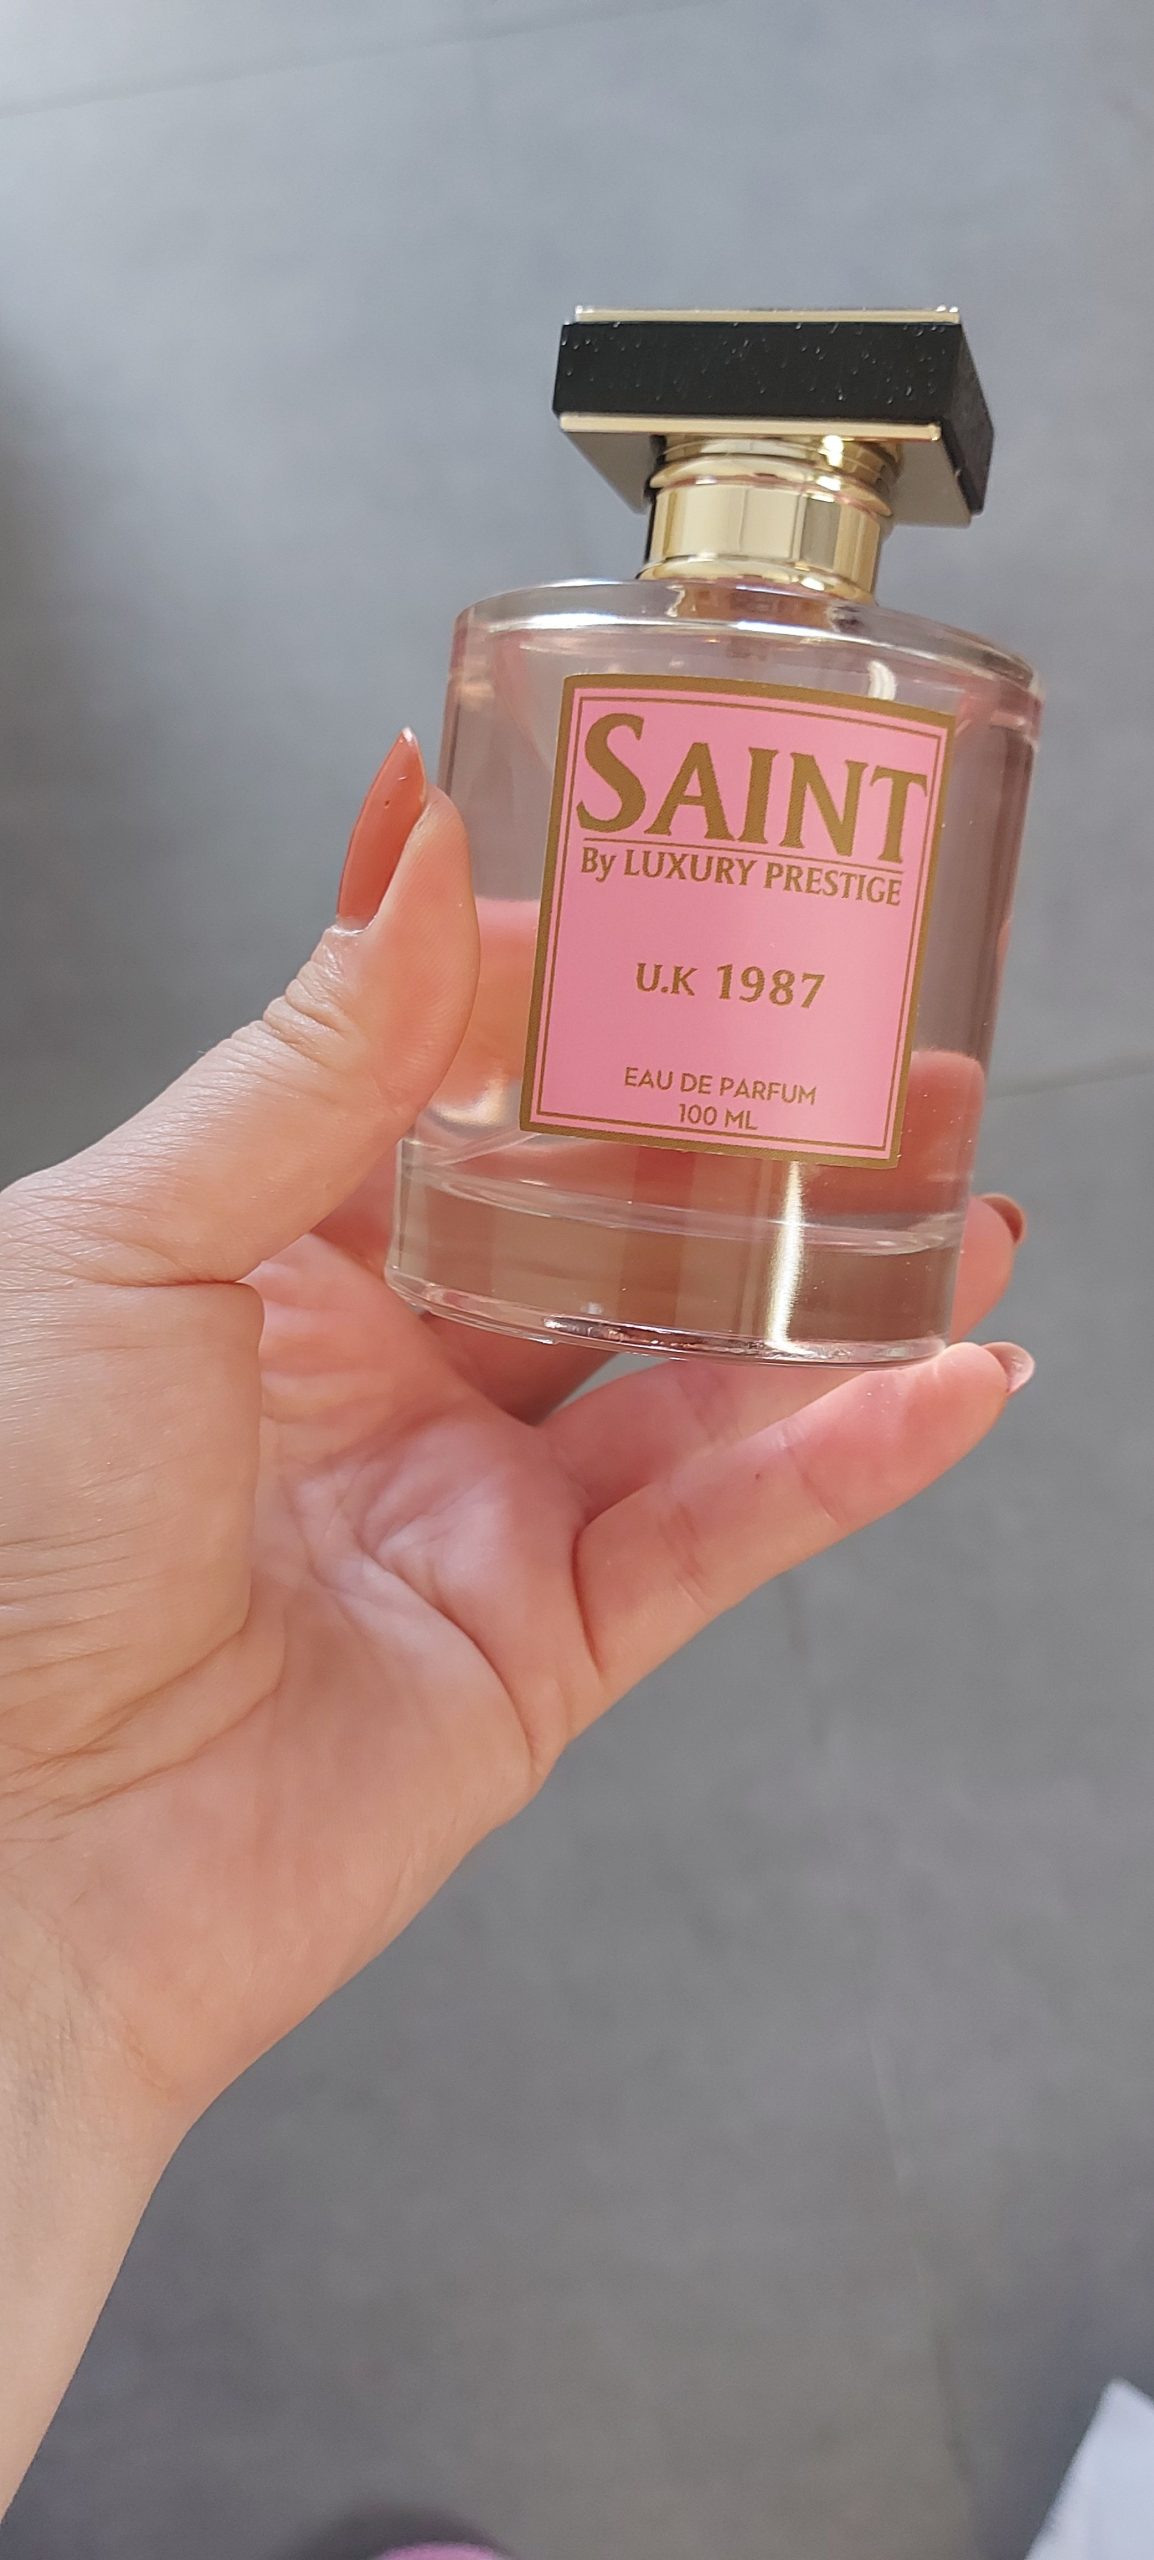 SAINT
By LUXURY PRESTIGE
U.K 1987
EAU DE PARFUM
100 ML